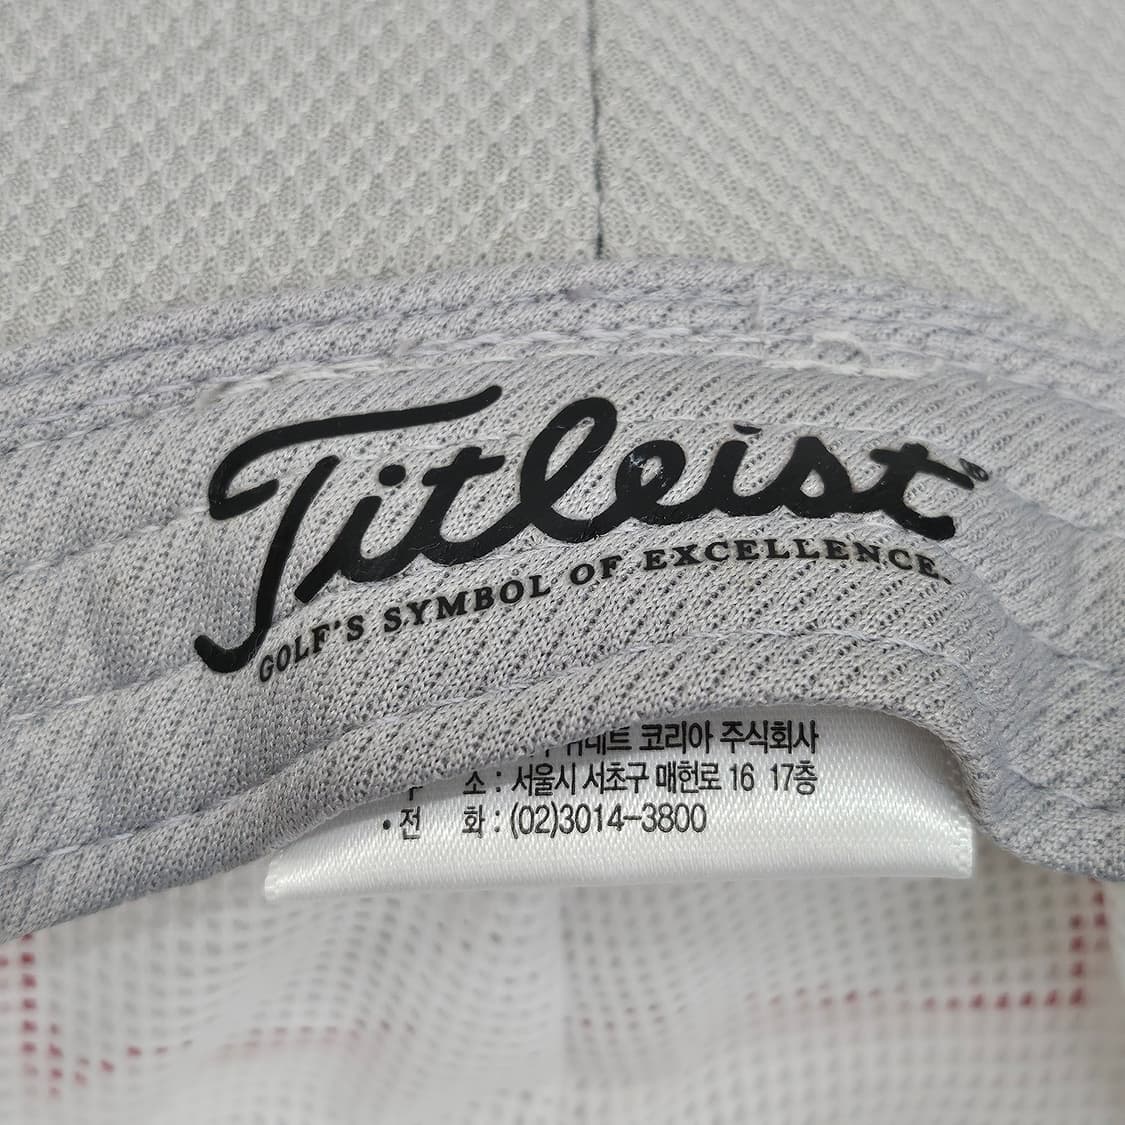 Titleist®
GOLF'S SYMBOL OF EXCELLENCE.
코리아 주식회사
소 : 서울시 서초구 매헌로 16 17층
• 전 화 : (02)3014-3800